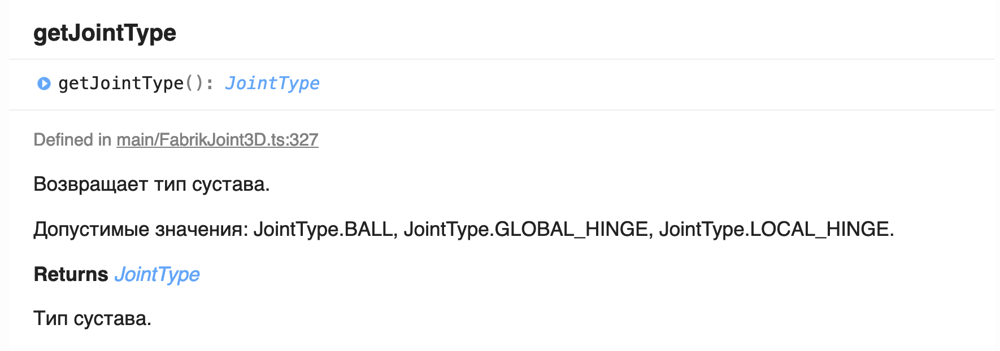 getJointType
getJointType(): JointType
Defined in main/FabrikJoint3D.ts:327
Возвращает тип сустава.
Допустимые значения: JointType.BALL, JointType.GLOBAL_HINGE, JointType.LOCAL_HINGE.
Returns JointType
Тип сустава.